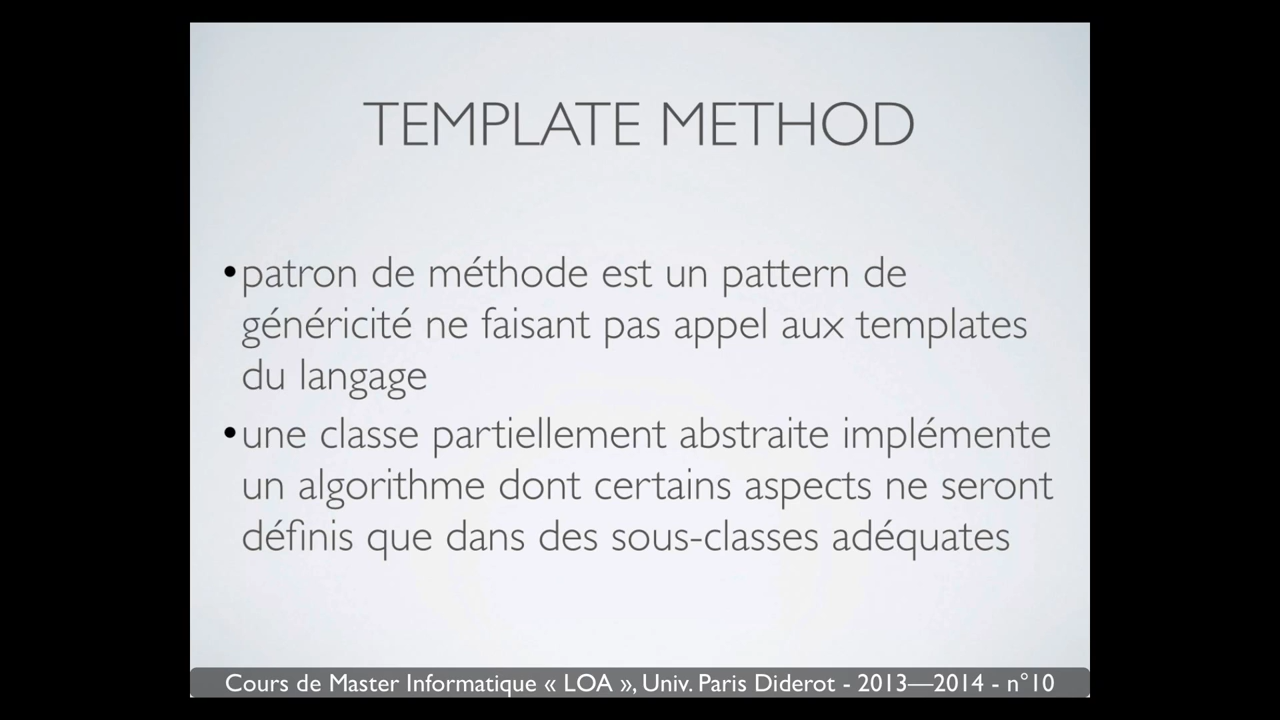 TEMPLATE METHOD
•patron de méthode est un pattern de
généricité ne faisant pas appel aux templates
du langage
•une classe partiellement abstraite implémente
un algorithme dont certains aspects ne seront
définis que dans des sous-classes adéquates
Cours de Master Informatique « LOA », Univ. Paris Diderot - 2013—2014 - n°10